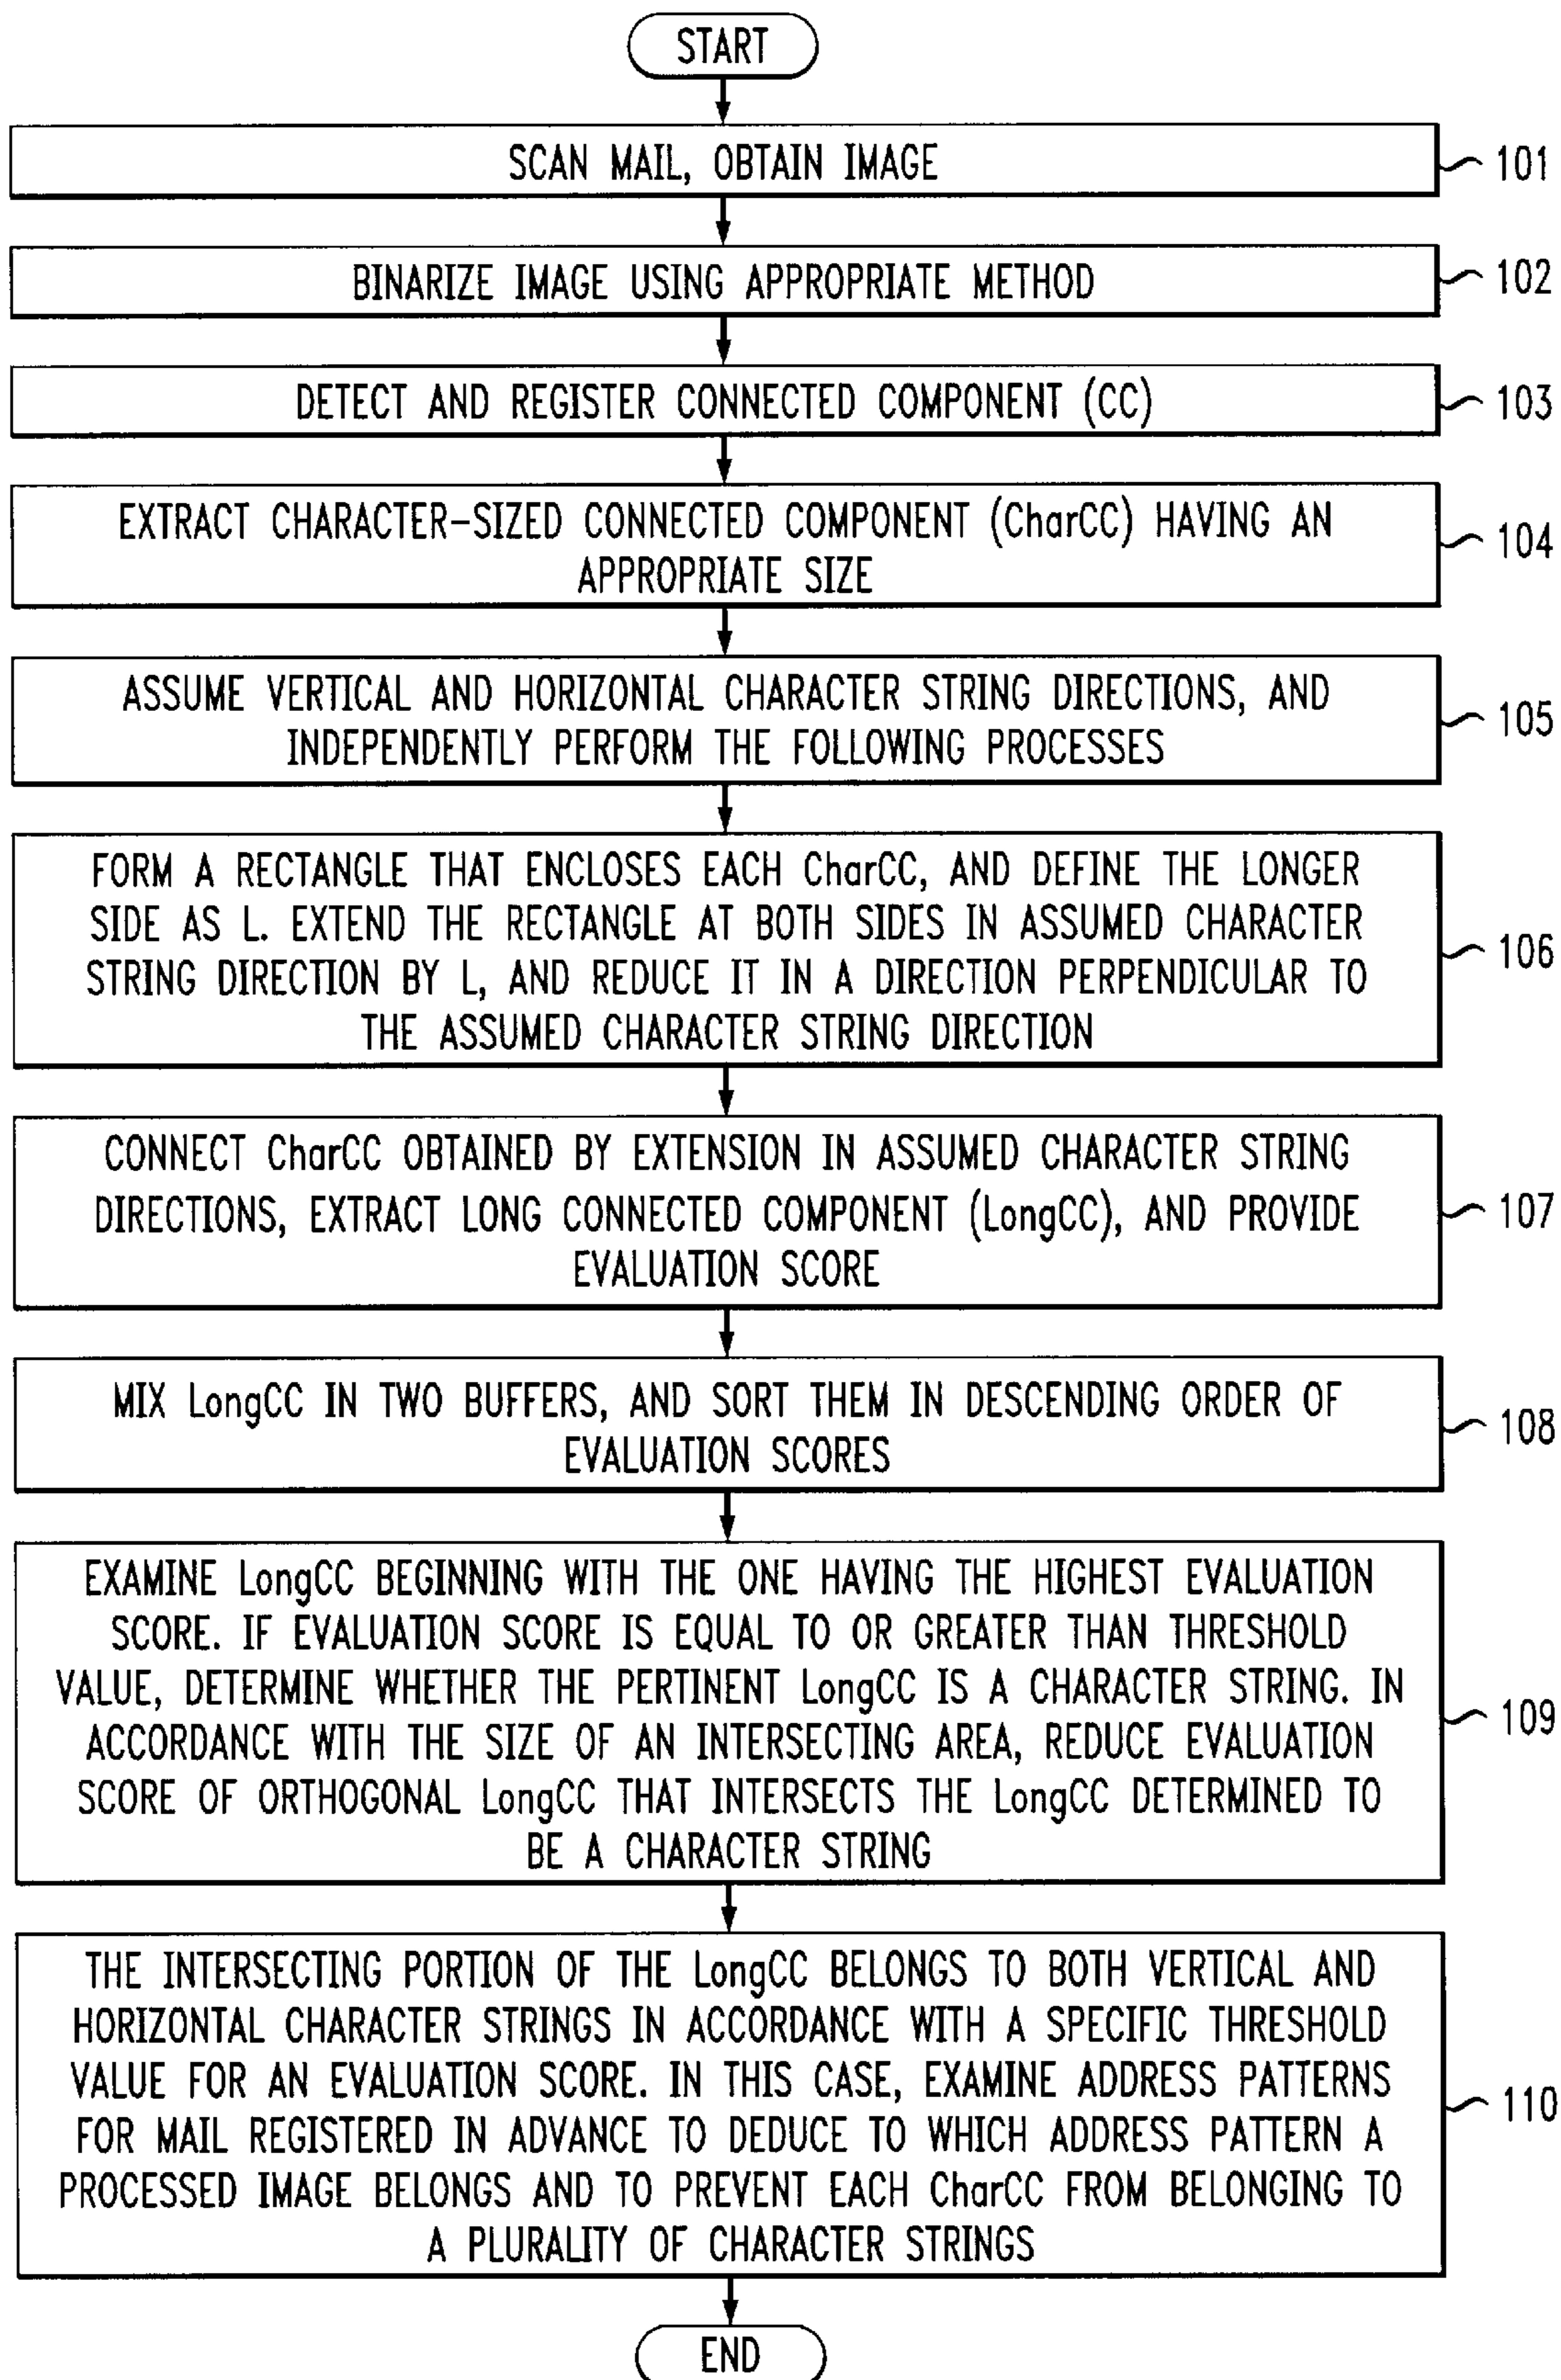 START
SCAN MAIL, OBTAIN IMAGE
101
BINARIZE IMAGE USING APPROPRIATE METHOD
102
DETECT AND REGISTER CONNECTED COMPONENT (CC)
103
EXTRACT CHARACTER-SIZED CONNECTED COMPONENT (CharCC) HAVING AN
APPROPRIATE SIZE
104
ASSUME VERTICAL AND HORIZONTAL CHARACTER STRING DIRECTIONS, AND
INDEPENDENTLY PERFORM THE FOLLOWING PROCESSES
105
FORM A RECTANGLE THAT ENCLOSES EACH CharCC, AND DEFINE THE LONGER
SIDE AS L. EXTEND THE RECTANGLE AT BOTH SIDES IN ASSUMED CHARACTER
STRING DIRECTION BY L, AND REDUCE IT IN A DIRECTION PERPENDICULAR TO
THE ASSUMED CHARACTER STRING DIRECTION
106
CONNECT CharCC OBTAINED BY EXTENSION IN ASSUMED CHARACTER STRING
DIRECTIONS, EXTRACT LONG CONNECTED COMPONENT (LongCC), AND PROVIDE
EVALUATION SCORE
107
MIX LongCC IN TWO BUFFERS, AND SORT THEM IN DESCENDING ORDER OF
EVALUATION SCORES
108
EXAMINE LongCC BEGINNING WITH THE ONE HAVING THE HIGHEST EVALUATION
SCORE. IF EVALUATION SCORE IS EQUAL TO OR GREATER THAN THRESHOLD
VALUE, DETERMINE WHETHER THE PERTINENT LongCC IS A CHARACTER STRING. IN
ACCORDANCE WITH THE SIZE OF AN INTERSECTING AREA, REDUCE EVALUATION
SCORE OF ORTHOGONAL LongCC THAT INTERSECTS THE LongCC DETERMINED TO
BE A CHARACTER STRING
109
THE INTERSECTING PORTION OF THE LongCC BELONGS TO BOTH VERTICAL AND
HORIZONTAL CHARACTER STRINGS IN ACCORDANCE WITH A SPECIFIC THRESHOLD
VALUE FOR AN EVALUATION SCORE. IN THIS CASE, EXAMINE ADDRESS PATTERNS
FOR MAIL REGISTERED IN ADVANCE TO DEDUCE TO WHICH ADDRESS PATTERN A
PROCESSED IMAGE BELONGS AND TO PREVENT EACH CharCC FROM BELONGING TO
A PLURALITY OF CHARACTER STRINGS
110
END